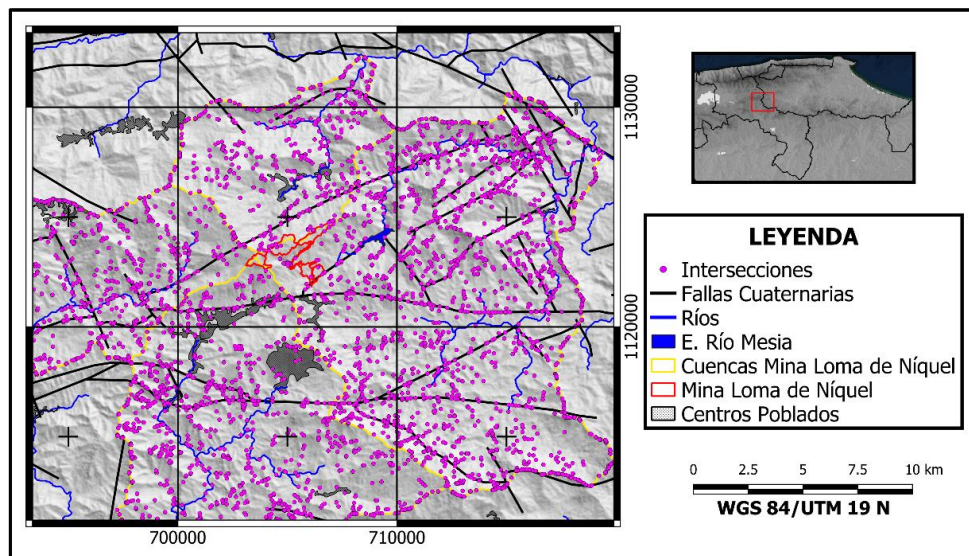 1130000
1120000
700000
710000
LEYENDA
Intersecciones
Fallas Cuaternarias
Ríos
E. Río Mesia
Cuencas Mina Loma de Níquel
Mina Loma de Níquel
Centros Poblados
0 2.5 5 7.5 10 km
WGS 84/UTM 19 N